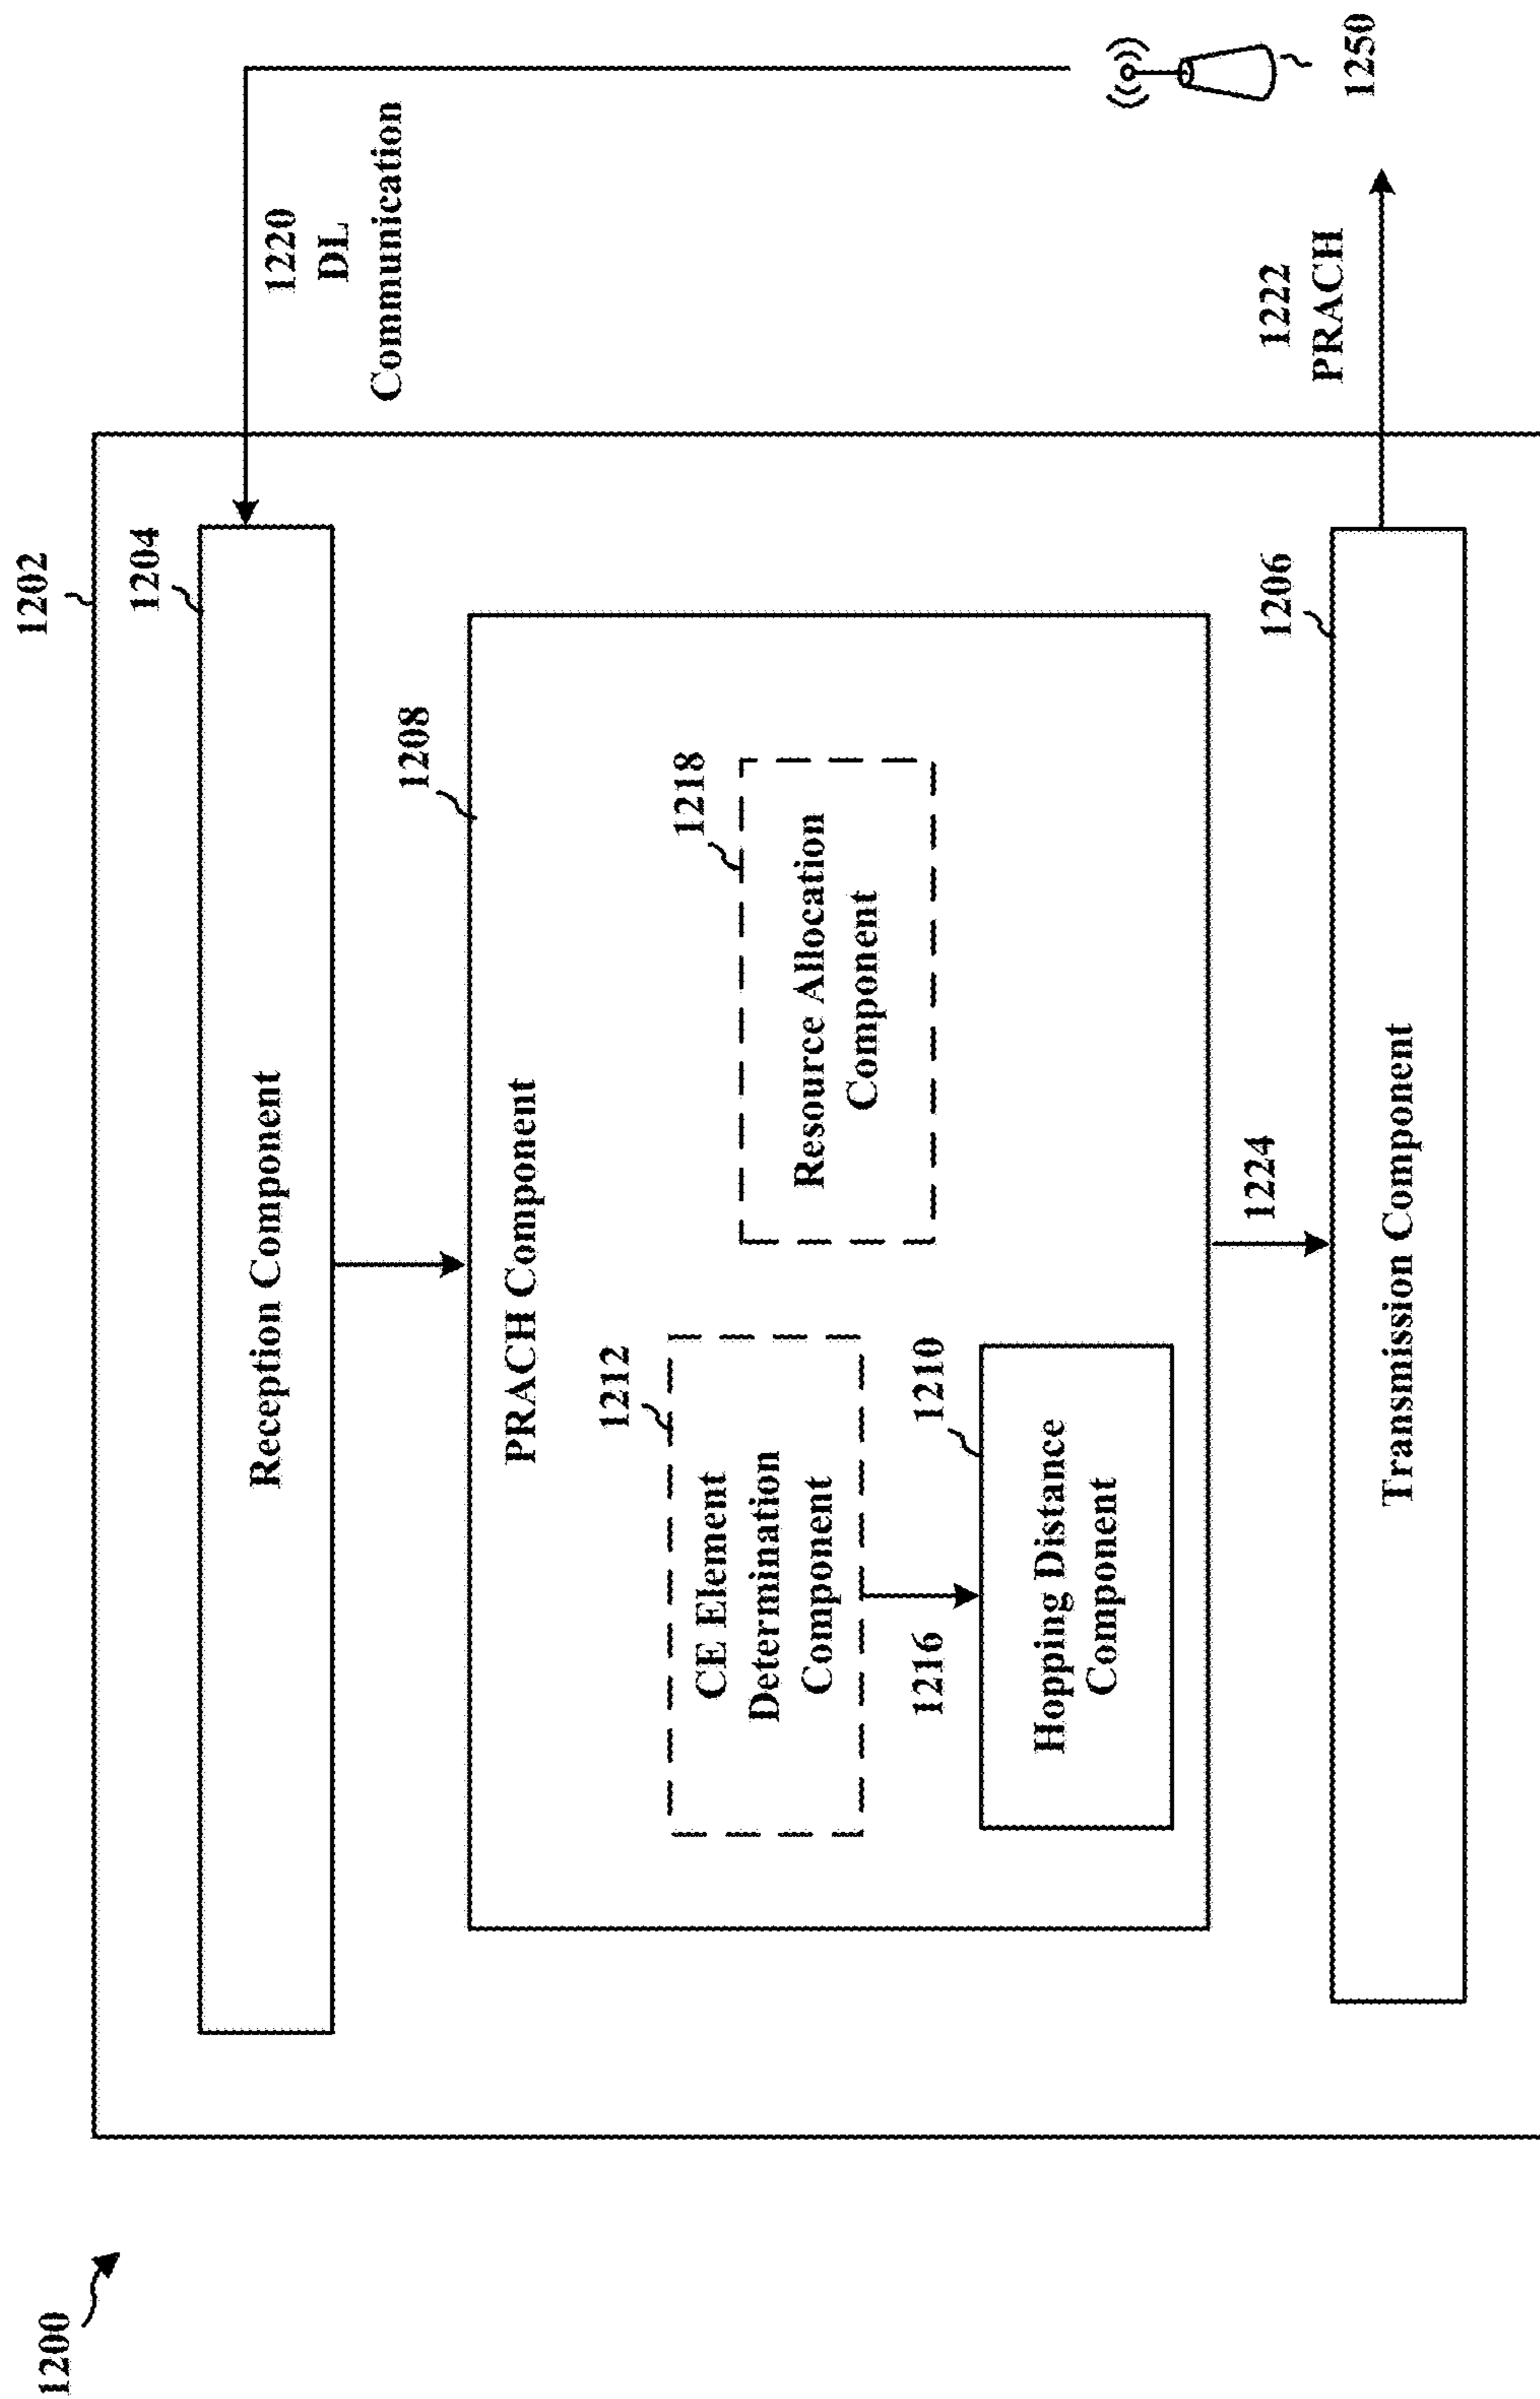 1200
1202
1204
Reception Component
1220
DL
Communication
1208
PRACH Component
1212
CE Element
Determination
Component
1218
Resource Allocation
Component
1216
1210
Hopping Distance
Component
1224
1206
Transmission Component
1222
PRACH
1250